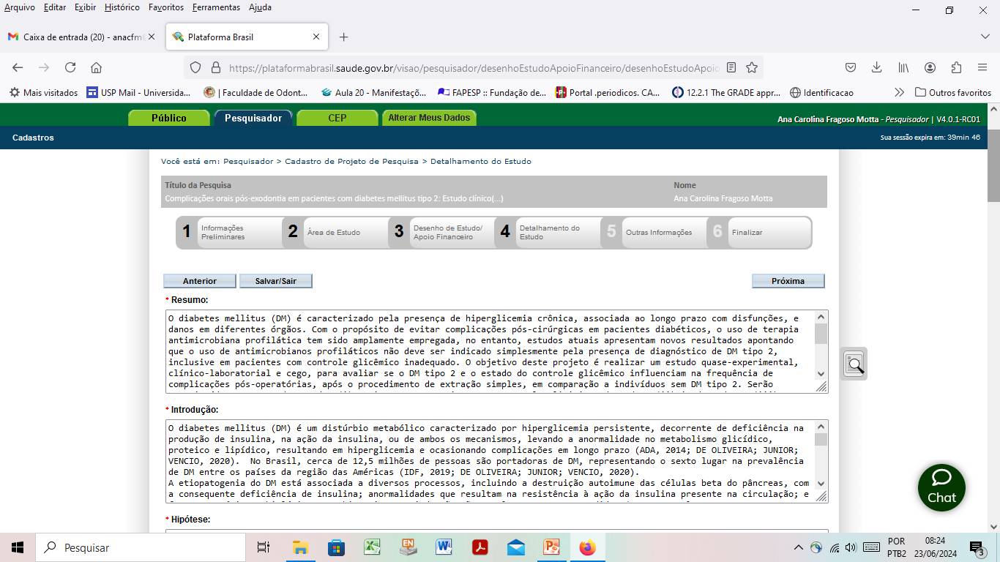 Arquivo Editar Exibir Histórico Favoritos Ferramentas Ajuda
Caixa de entrada (20) - anacfm
Plataforma Brasil
https://plataformabrasil.saude.gov.br/visao/pesquisador/desenhoEstudoApoioFinanceiro/desenhoEstudoApoio
Mais visitados
USP Mail - Universida...
| Faculdade de Odont...
Aula 20 - Manifestaçõ...
FAPESP :: Fundação de...
Portal .periodicos. CA...
12.2.1 The GRADE appr...
Identificacao
Outros favoritos
Público
Pesquisador
CEP
Alterar Meus Dados
Ana Carolina Fragoso Motta - Pesquisador | V4.0.1-RC01
Cadastros
Sua sessão expira em: 39min 46
Você está em: Pesquisador > Cadastro de Projeto de Pesquisa > Detalhamento do Estudo
Título da Pesquisa
Nome
Complicações orais pós-exodontia em pacientes com diabetes mellitus tipo 2: Estudo clínico(...)
Ana Carolina Fragoso Motta
1 Informações Preliminares
2 Área de Estudo
3 Desenho de Estudo/ Apoio Financeiro
4 Detalhamento do Estudo
5 Outras Informações
6 Finalizar
Anterior
Salvar/Sair
Próxima
* Resumo:
O diabetes mellitus (DM) é caracterizado pela presença de hiperglicemia crônica, associada ao longo prazo com disfunções, e
danos em diferentes órgãos. Com o propósito de evitar complicações pós-cirúrgicas em pacientes diabéticos, o uso de terapia
antimicrobiana profilática tem sido amplamente empregada, no entanto, estudos atuais apresentam novos resultados apontando
que o uso de antimicrobianos profiláticos não deve ser indicado simplesmente pela presença de diagnóstico de DM tipo 2,
inclusive em pacientes com controle glicêmico inadequado. O objetivo deste projeto é realizar um estudo quase-experimental,
clínico-laboratorial e cego, para avaliar se o DM tipo 2 e o estado do controle glicêmico influenciam na frequência de
complicações pós-operatórias, após o procedimento de extração simples, em comparação a indivíduos sem DM tipo 2. Serão
* Introdução:
O diabetes mellitus (DM) é um distúrbio metabólico caracterizado por hiperglicemia persistente, decorrente de deficiência na
produção de insulina, na ação da insulina, ou de ambos os mecanismos, levando a anormalidade no metabolismo glicídico,
proteico e lipídico, resultando em hiperglicemia e ocasionando complicações em longo prazo (ADA, 2014; DE OLIVEIRA; JUNIOR;
VENCIO, 2020). No Brasil, cerca de 12,5 milhões de pessoas são portadoras de DM, representando o sexto lugar na prevalência
de DM entre os países da região das Américas (IDF, 2019; DE OLIVEIRA; JUNIOR; VENCIO, 2020).
A etiopatogenia do DM está associada a diversos processos, incluindo a destruição autoimune das células beta do pâncreas, com
a consequente deficiência de insulina; anormalidades que resultam na resistência à ação da insulina presente na circulação; e
* Hipótese:
Chat
Pesquisar
EN
POR
PTB2
08:24
23/06/2024
3